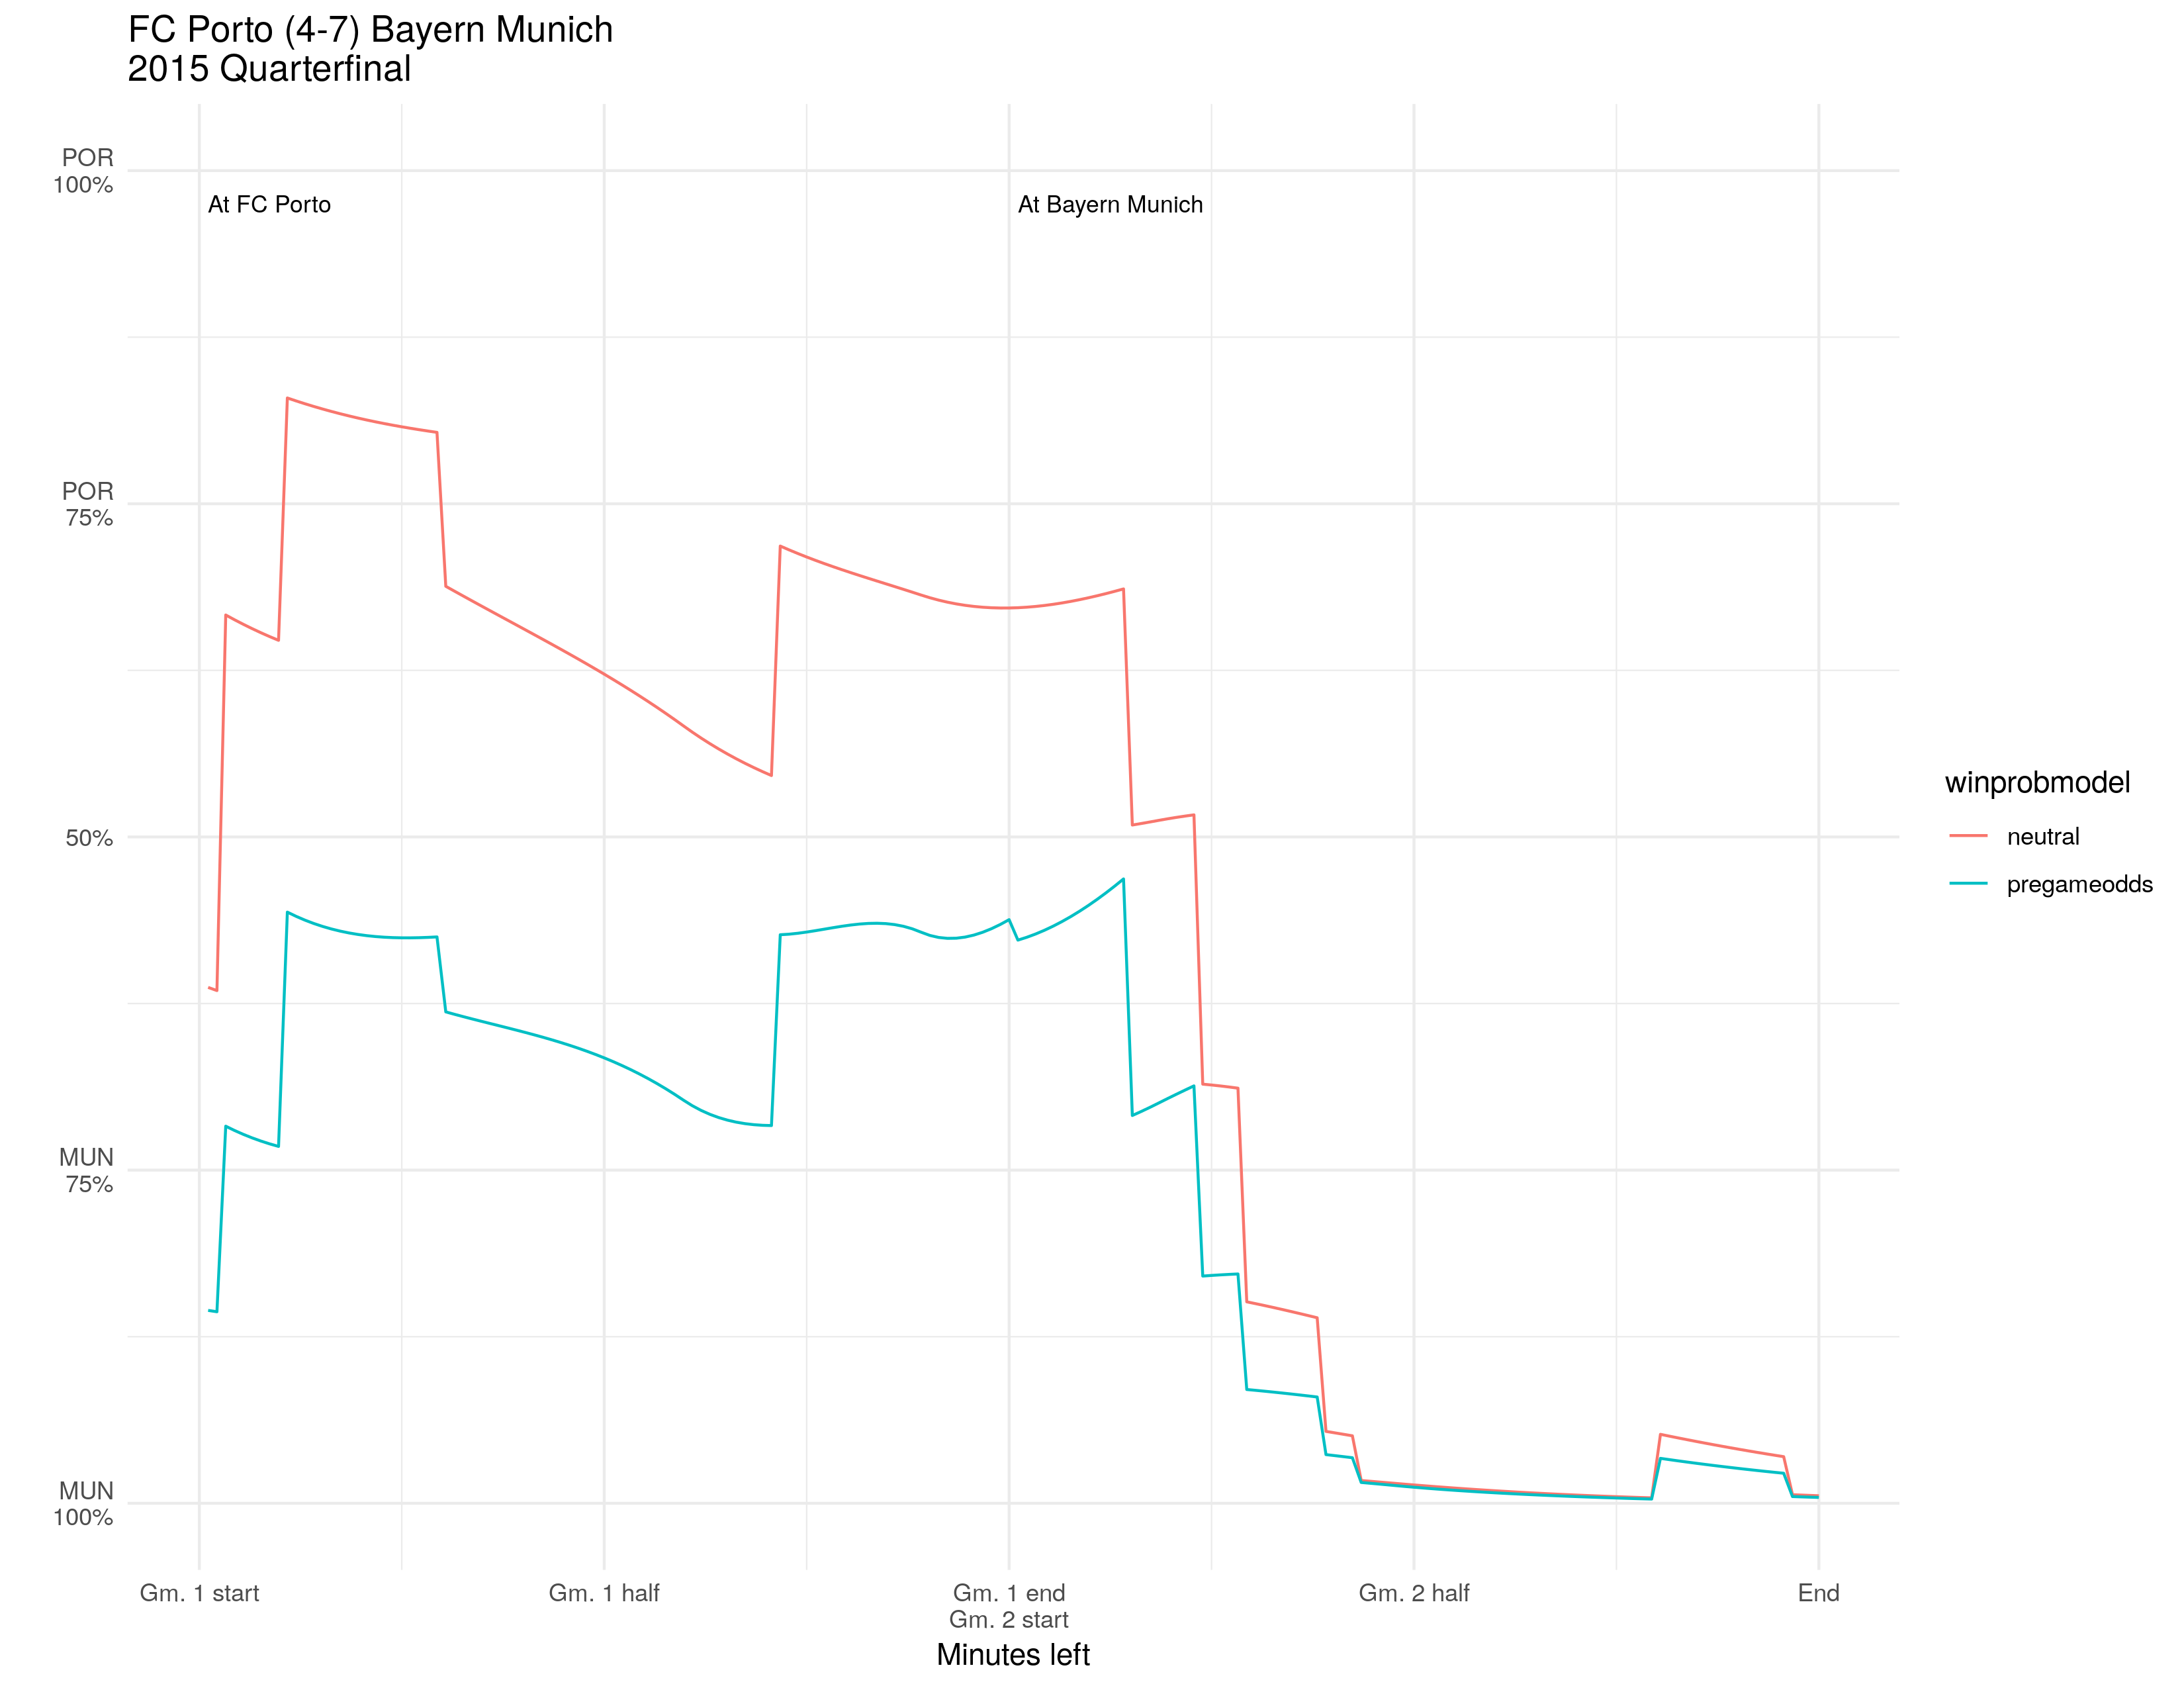 FC Porto (4-7) Bayern Munich
2015 Quarterfinal
POR
100%
At FC Porto
At Bayern Munich
POR
75%
50%
MUN
75%
MUN
100%
winprobmodel
neutral
pregameodds
Gm. 1 start
Gm. 1 half
Gm. 1 end
Gm. 2 start
Gm. 2 half
End
Minutes left